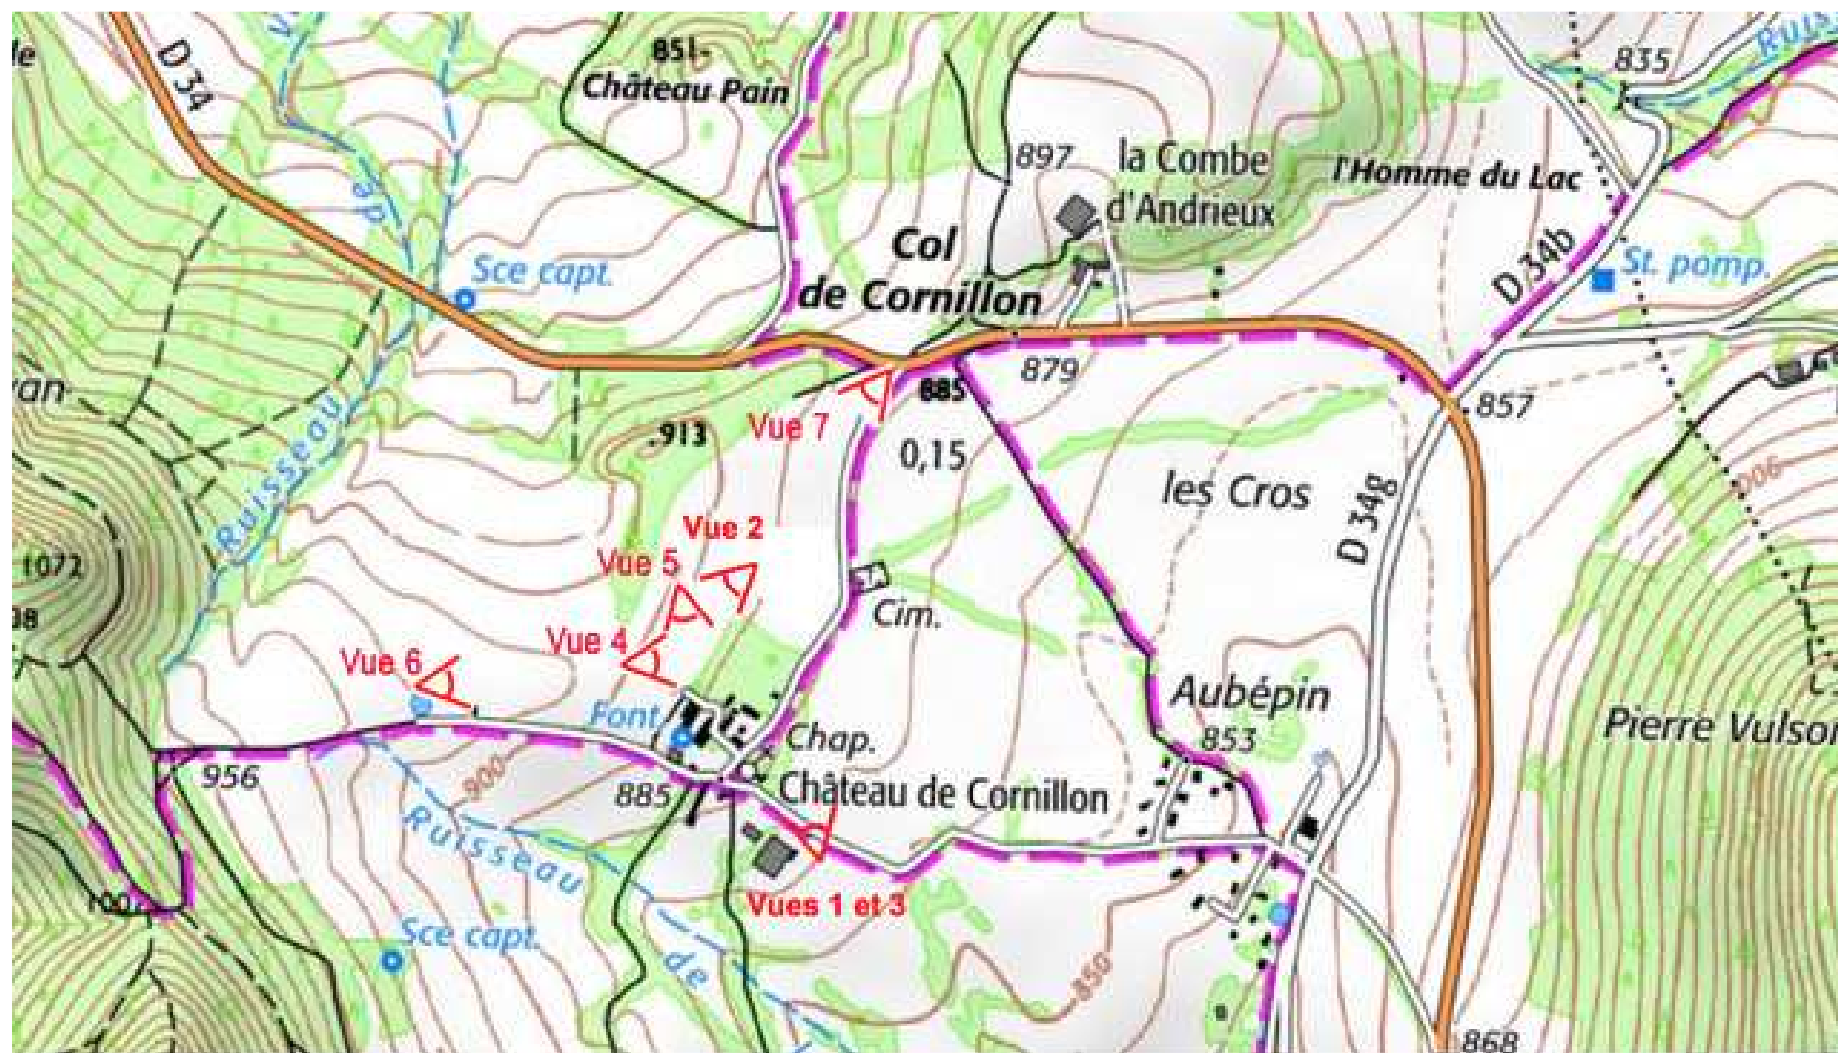 D 34
851
Château Pain
835
897
la Combe
d'Andrieux
l'Homme du Lac
de
Col
de Cornillon
Sce capt.
D 34b
St. pomp.
879
885
857
Vue 7
.913
0,15
les Cros
D 34g
900
Ruisseau
1072
Vue 2
Vue 5
Cim.
Vue 4
Vue 6
Aubépin
Font
Chap.
853
956
900
885
Château de Cornillon
Ruisseau
Vues 1 et 3
Sce capt.
de
850
868